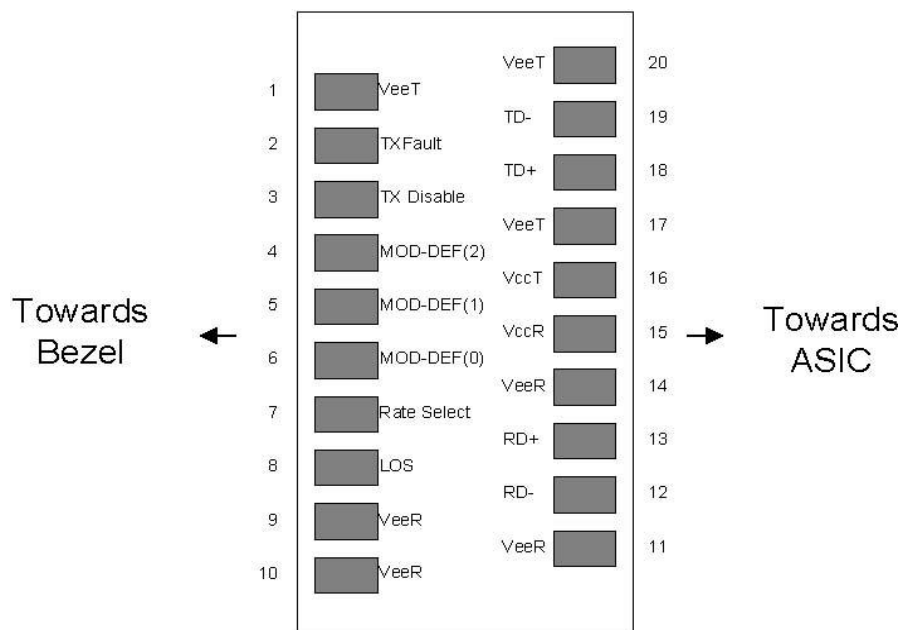 VeeT 20
1 VeeT
TD- 19
2 TXFault
TD+ 18
3 TX Disable
VeeT 17
4 MOD-DEF(2)
VccT 16
5 MOD-DEF(1)
Towards Bezel
VccR 15
Towards ASIC
6 MOD-DEF(0)
VeeR 14
7 Rate Select
RD+ 13
8 LOS
RD- 12
9 VeeR
VeeR 11
10 VeeR